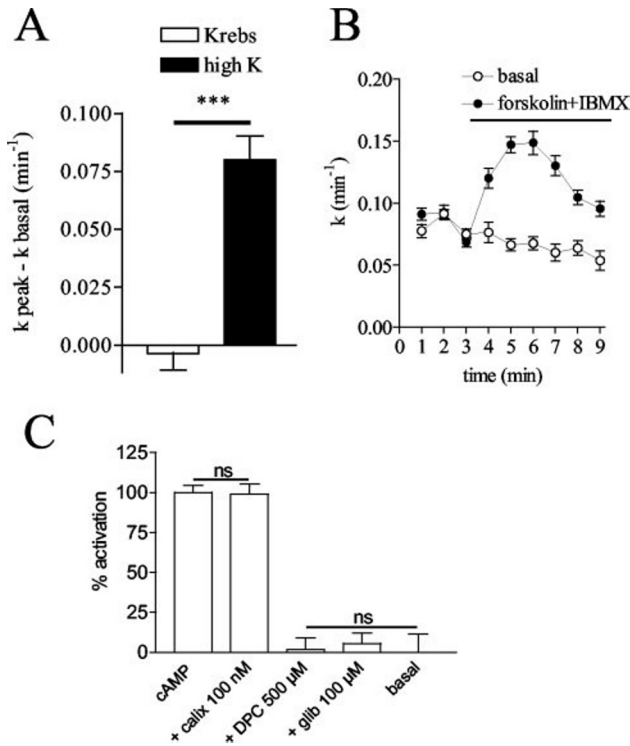 A
Krebs
high K
***
k peak - k basal (min⁻¹)
0.100
0.075
0.050
0.025
0.000
B
basal
forskolin+IBMX
k (min⁻¹)
0.20
0.15
0.10
0.05
0.00
0 1 2 3 4 5 6 7 8 9
time (min)
C
% activation
125
100
75
50
25
0
ns
ns
cAMP
+ calix 100 nM
+ DPC 500 µM
+ glib 100 µM
basal